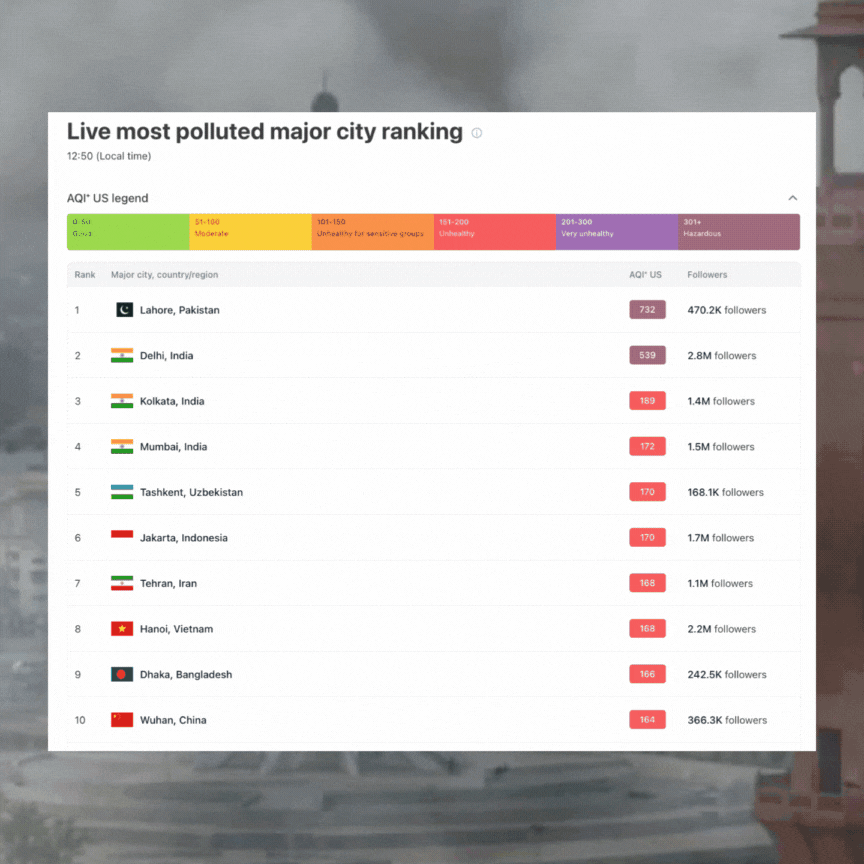 Live most polluted major city ranking
12:50 (Local time)
AQI* US legend
0-50 51-100 101-150 151-200 201-300 301+
Good Moderate Unhealthy for sensitive groups Unhealthy Very unhealthy Hazardous
Rank Major city, country/region AQI* US Followers
1 Lahore, Pakistan 732 470.2K followers
2 Delhi, India 539 2.8M followers
3 Kolkata, India 189 1.4M followers
4 Mumbai, India 172 1.5M followers
5 Tashkent, Uzbekistan 170 168.1K followers
6 Jakarta, Indonesia 170 1.7M followers
7 Tehran, Iran 168 1.1M followers
8 Hanoi, Vietnam 168 2.2M followers
9 Dhaka, Bangladesh 166 242.5K followers
10 Wuhan, China 164 366.3K followers